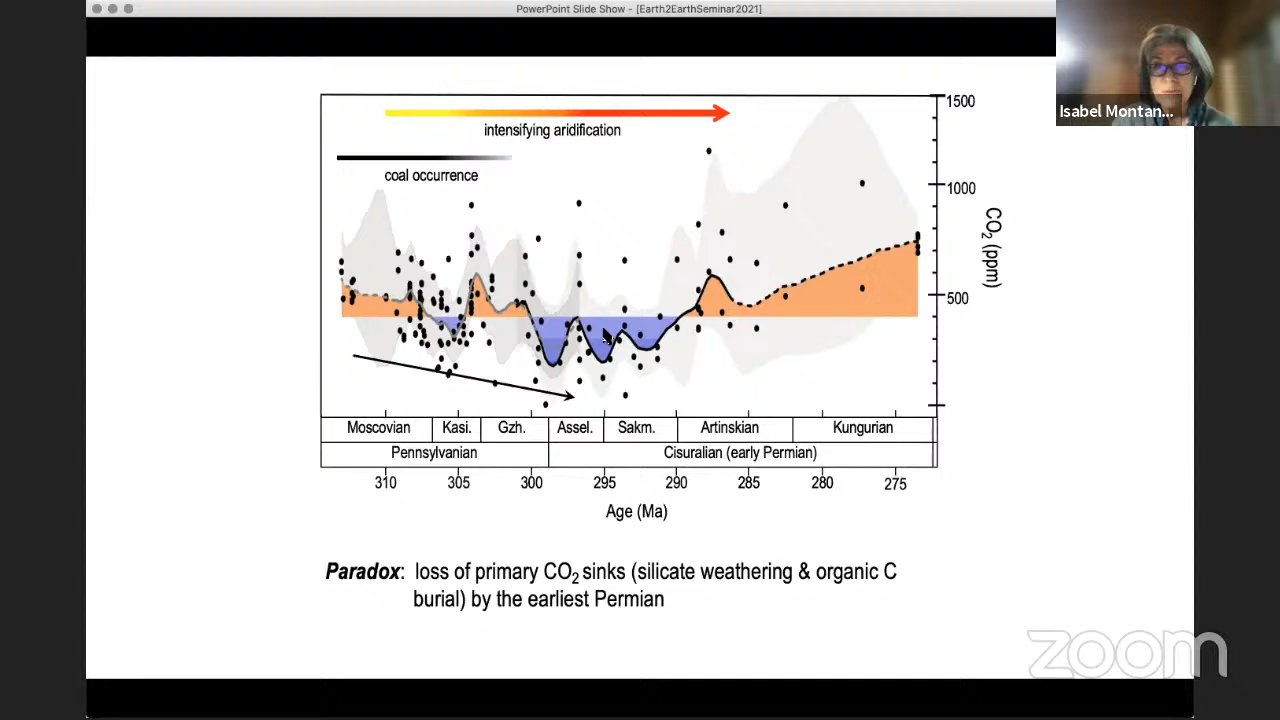 PowerPoint Slide Show - [Earth2EarthSeminar2021]
Isabel Montan...
intensifying aridification
coal occurrence
1500
1000
500
CO2 (ppm)
Moscovian Kasi. Gzh. Assel. Sakm. Artinskian Kungurian
Pennsylvanian Cisuralian (early Permian)
310 305 300 295 290 285 280 275
Age (Ma)
Paradox: loss of primary CO2 sinks (silicate weathering & organic C
burial) by the earliest Permian
zoom